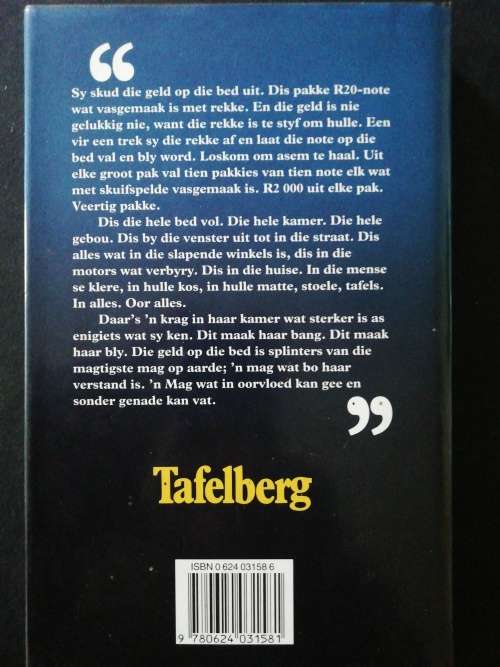 “
Sy skud die geld op die bed uit. Dis pakke R20-note
wat vasgemaak is met rekke. En die geld is nie
gelukkig nie, want die rekke is te styf om hulle. Een
vir een trek sy die rekke af en laat die note op die
bed val en bly word. Loskom om asem te haal. Uit
elke groot pak val tien pakkies van tien note elk wat
met skuifspelde vasgemaak is. R2 000 uit elke pak.
Veertig pakke.
Dis die hele bed vol. Die hele kamer. Die hele
gebou. Dis by die venster uit tot in die straat. Dis
alles wat in die slapende winkels is, dis in die
motors wat verbyry. Dis in die huise. In die mense
se klere, in hulle kos, in hulle matte, stoele, tafels.
In alles. Oor alles.
Daar’s ’n krag in haar kamer wat sterker is as
enigiets wat sy ken. Dit maak haar bang. Dit maak
haar bly. Die geld op die bed is splinters van die
magtigste mag op aarde; ’n mag wat bo haar
verstand is. ’n Mag wat in oorvloed kan gee en
sonder genade kan vat.
”
Tafelberg
ISBN 0 624 03158 6
9 780624 031581